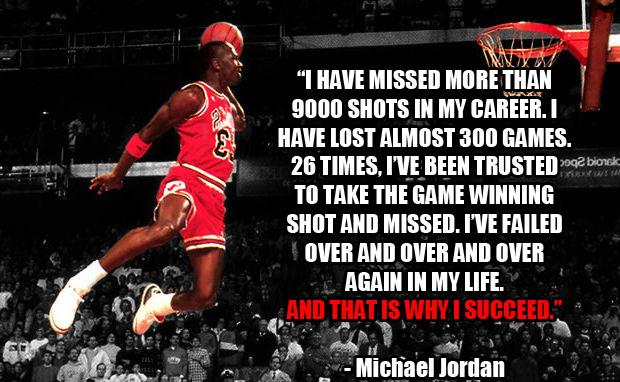 “I HAVE MISSED MORE THAN
9000 SHOTS IN MY CAREER. I
HAVE LOST ALMOST 300 GAMES.
26 TIMES, I’VE BEEN TRUSTED
TO TAKE THE GAME WINNING
SHOT AND MISSED. I’VE FAILED
OVER AND OVER AND OVER
AGAIN IN MY LIFE.
AND THAT IS WHY I SUCCEED.”
- Michael Jordan
23